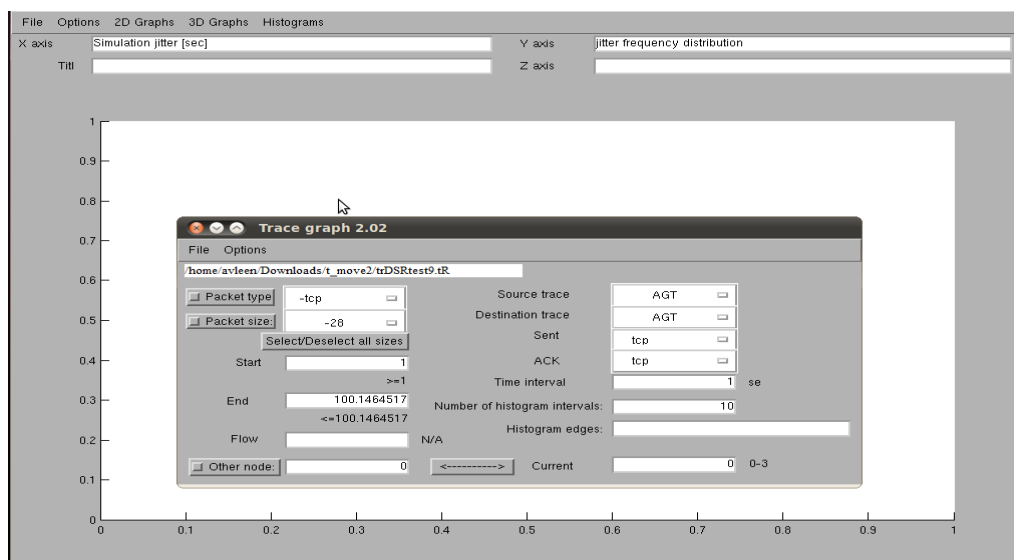 File Options 2D Graphs 3D Graphs Histograms
X axis Simulation jitter [sec] Y axis jitter frequency distribution
Titl Z axis
1
0.9
0.8
0.7
0.6
0.5
0.4
0.3
0.2
0.1
0
0 0.1 0.2 0.3 0.4 0.5 0.6 0.7 0.8 0.9 1
Trace graph 2.02
File Options
/home/avleen/Downloads/t_move2/trDSRtest9.tR
Packet type -tcp Source trace AGT
Destination trace AGT
Packet size: -28 Sent tcp
Select/Deselect all sizes
Start 1 ACK tcp
>=1 Time interval 1 se
End 100.1464517 Number of histogram intervals: 10
<=100.1464517 Histogram edges:
Flow N/A
Other node: 0 <----------> Current 0 0-3